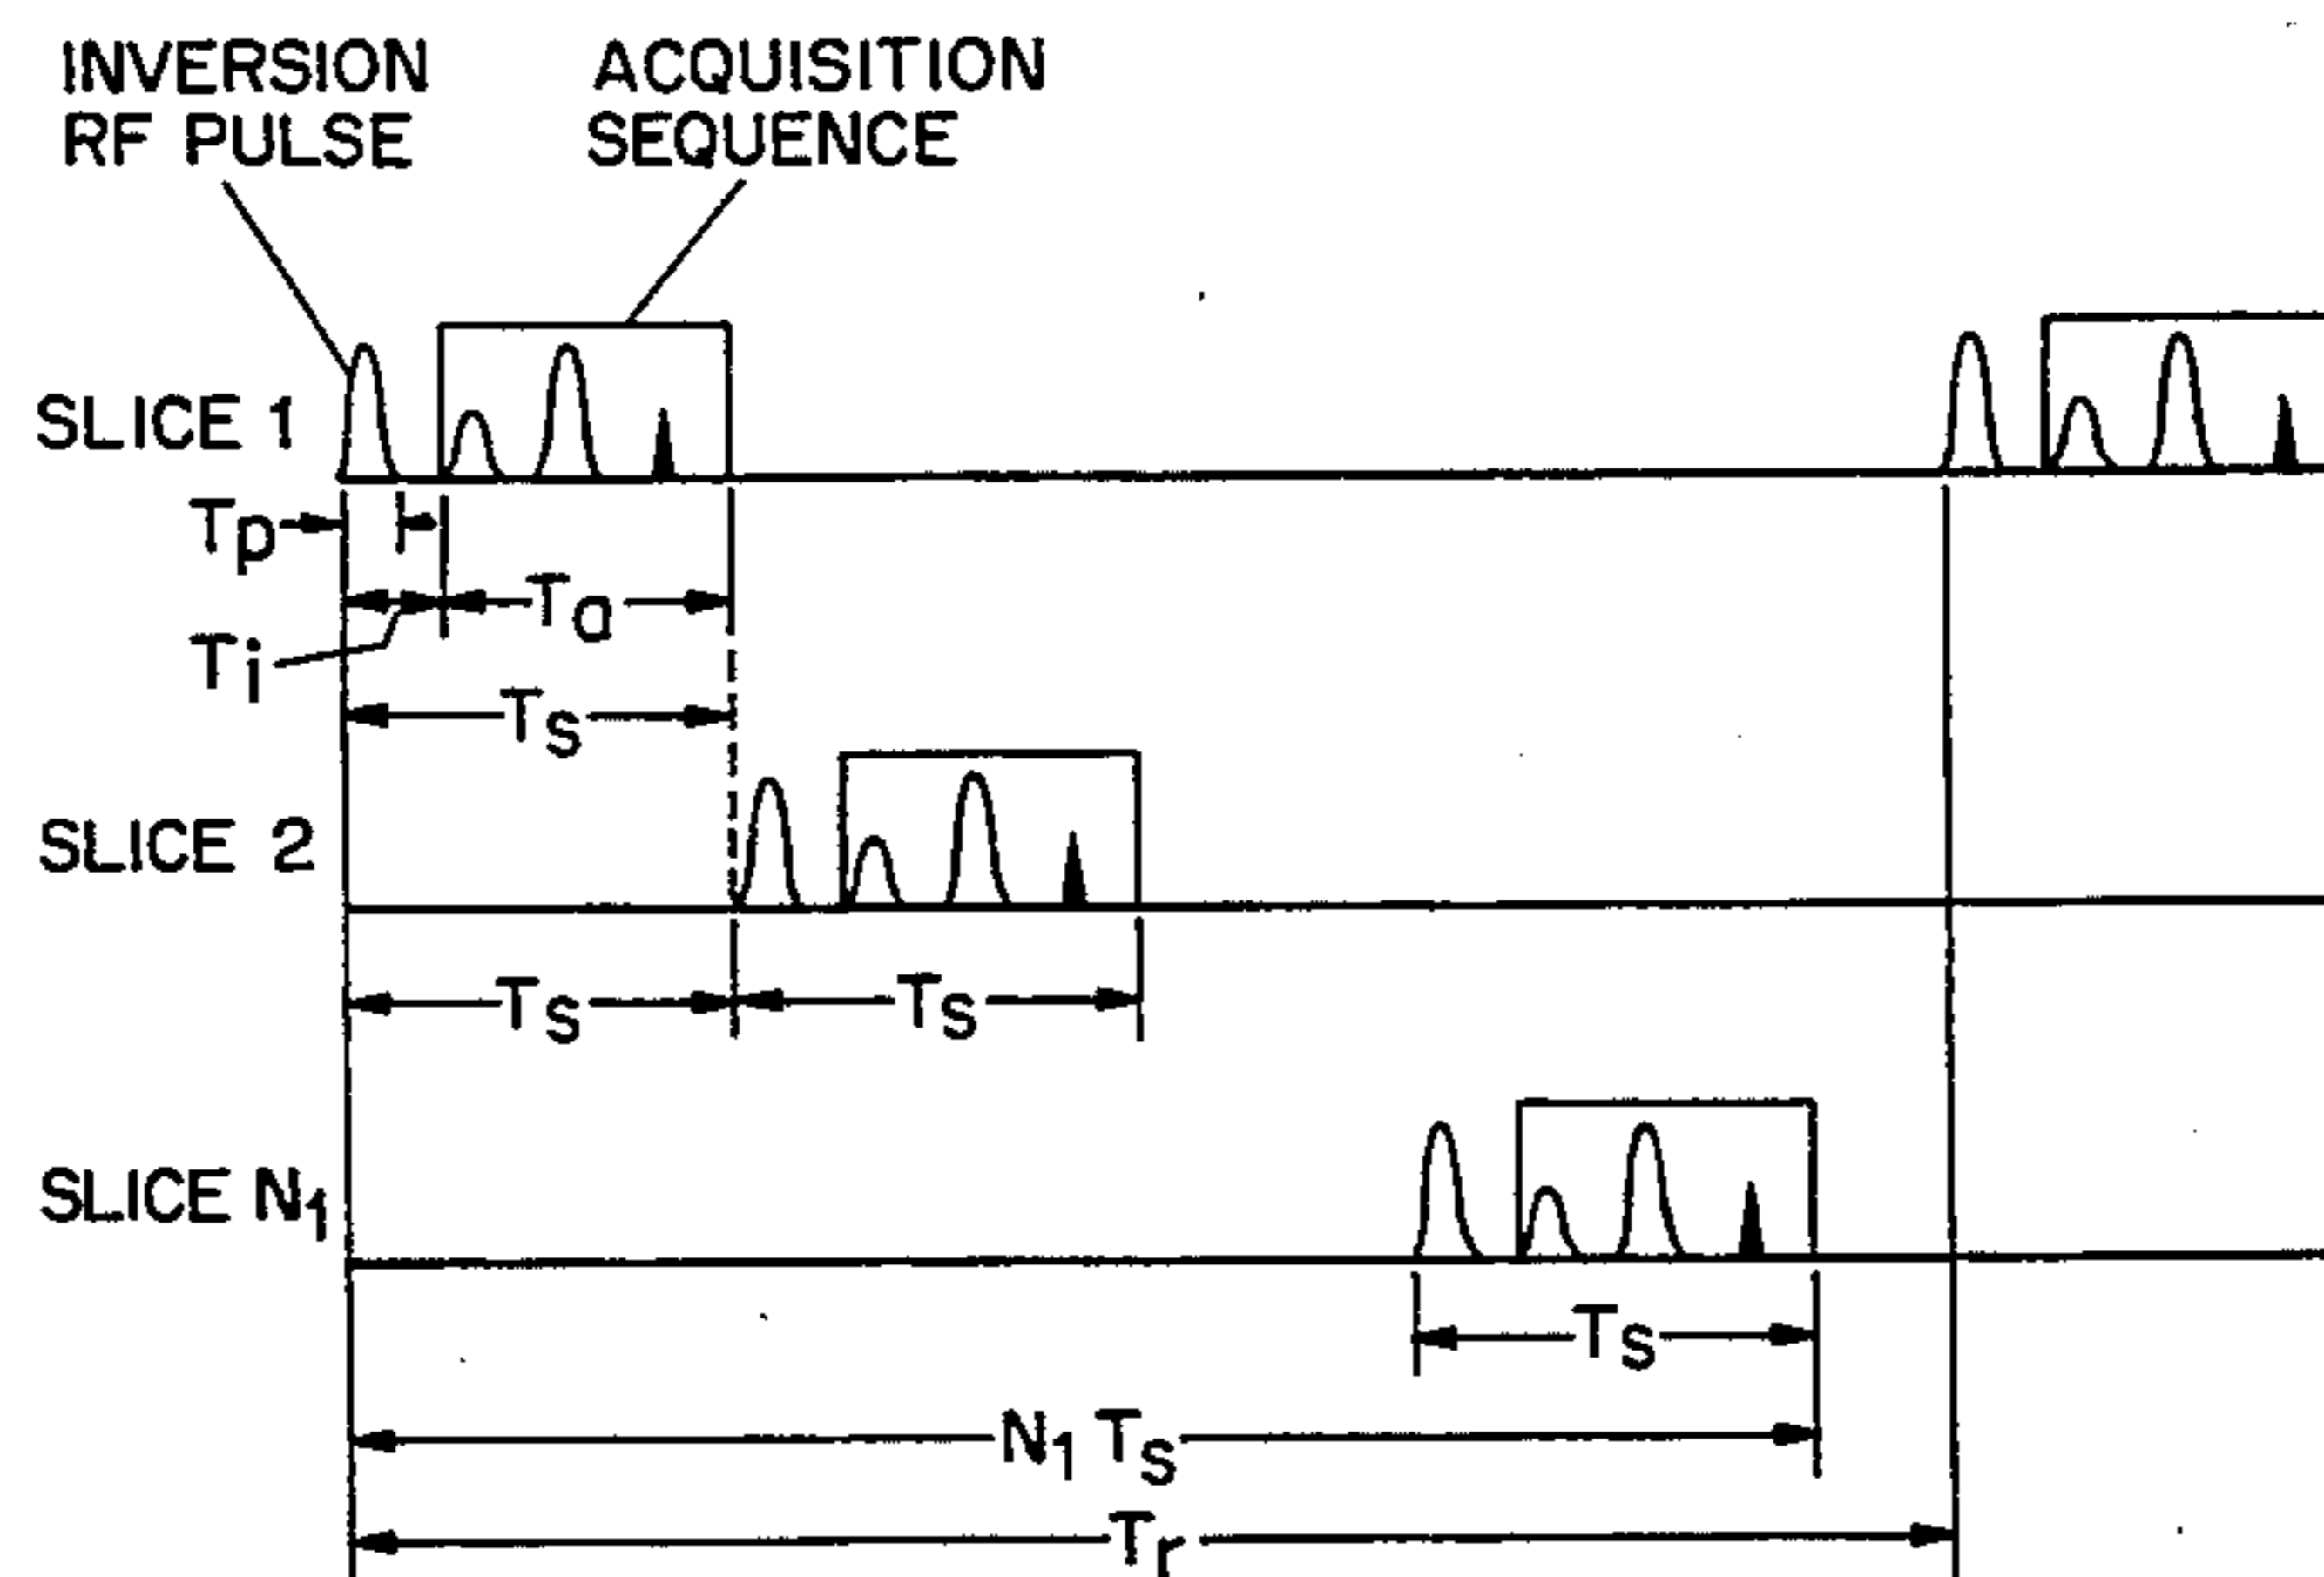 INVERSION
RF PULSE
ACQUISITION
SEQUENCE
SLICE 1
Tp
Ta
Ti
Ts
SLICE 2
Ts
Ts
SLICE N1
Ts
N1 Ts
Tr